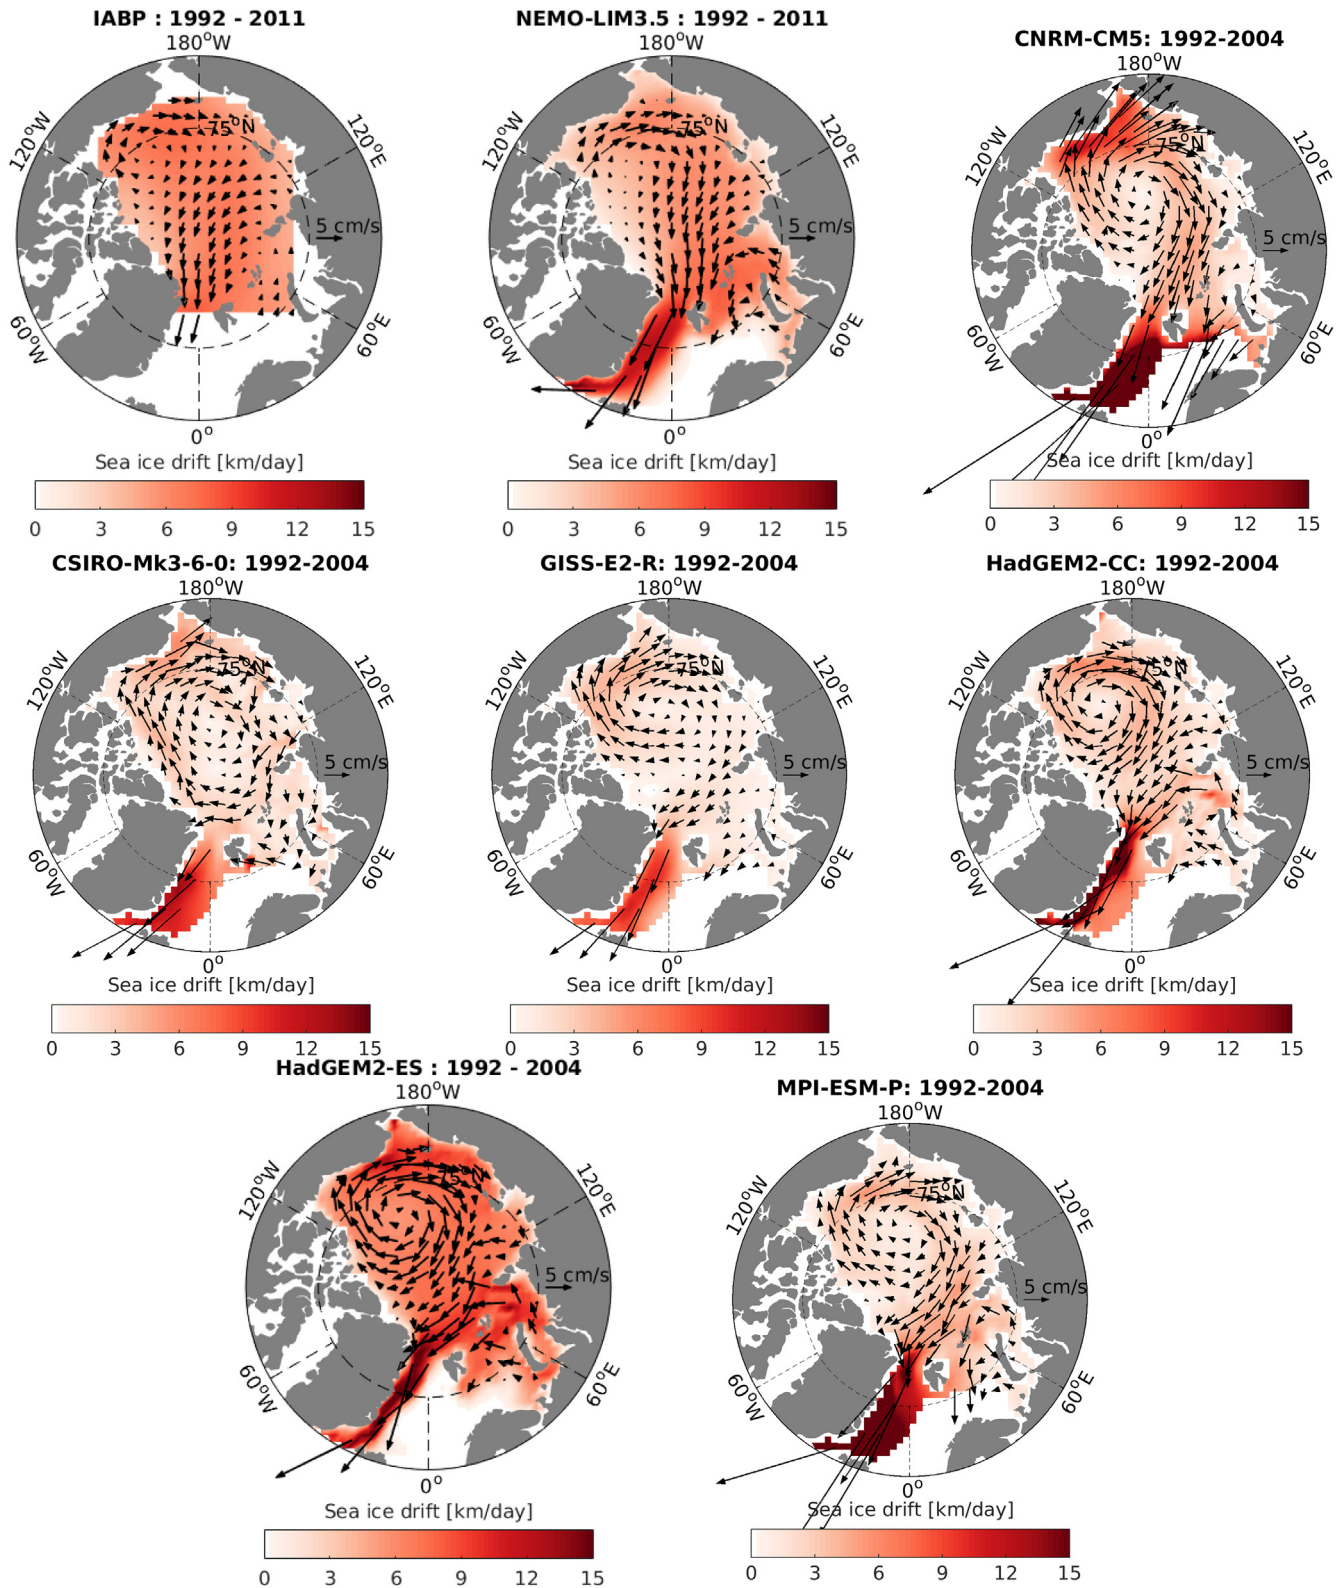 IABP : 1992 - 2011
180°W
120°W
75°N
120°E
5 cm/s
60°W
60°E
0°
Sea ice drift [km/day]
0 3 6 9 12 15
NEMO-LIM3.5 : 1992 - 2011
180°W
120°W
75°N
120°E
5 cm/s
60°W
60°E
0°
Sea ice drift [km/day]
0 3 6 9 12 15
CNRM-CM5: 1992-2004
180°W
120°W
75°N
120°E
5 cm/s
60°W
60°E
0°
Sea ice drift [km/day]
0 3 6 9 12 15
CSIRO-Mk3-6-0: 1992-2004
180°W
120°W
75°N
120°E
5 cm/s
60°W
60°E
0°
Sea ice drift [km/day]
0 3 6 9 12 15
GISS-E2-R: 1992-2004
180°W
120°W
75°N
120°E
5 cm/s
60°W
60°E
0°
Sea ice drift [km/day]
0 3 6 9 12 15
HadGEM2-CC: 1992-2004
180°W
120°W
75°N
120°E
5 cm/s
60°W
60°E
0°
Sea ice drift [km/day]
0 3 6 9 12 15
HadGEM2-ES : 1992 - 2004
180°W
120°W
75°N
120°E
5 cm/s
60°W
60°E
0°
Sea ice drift [km/day]
0 3 6 9 12 15
MPI-ESM-P: 1992-2004
180°W
120°W
75°N
120°E
5 cm/s
60°W
60°E
0°
Sea ice drift [km/day]
0 3 6 9 12 15